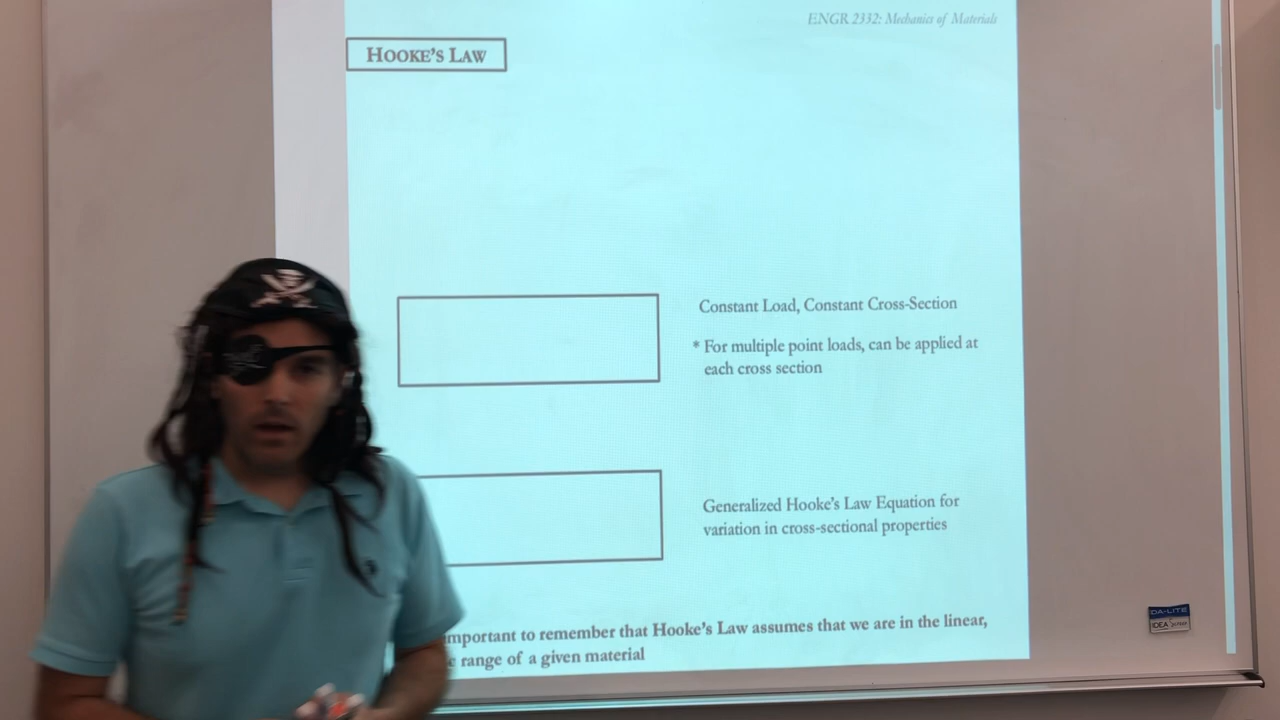 ENGR 2332: Mechanics of Materials
HOOKE'S LAW
Constant Load, Constant Cross-Section
* For multiple point loads, can be applied at
each cross section
Generalized Hooke's Law Equation for
variation in cross-sectional properties
mportant to remember that Hooke's Law assumes that we are in the linear,
c range of a given material
DA-LITE
IDEA